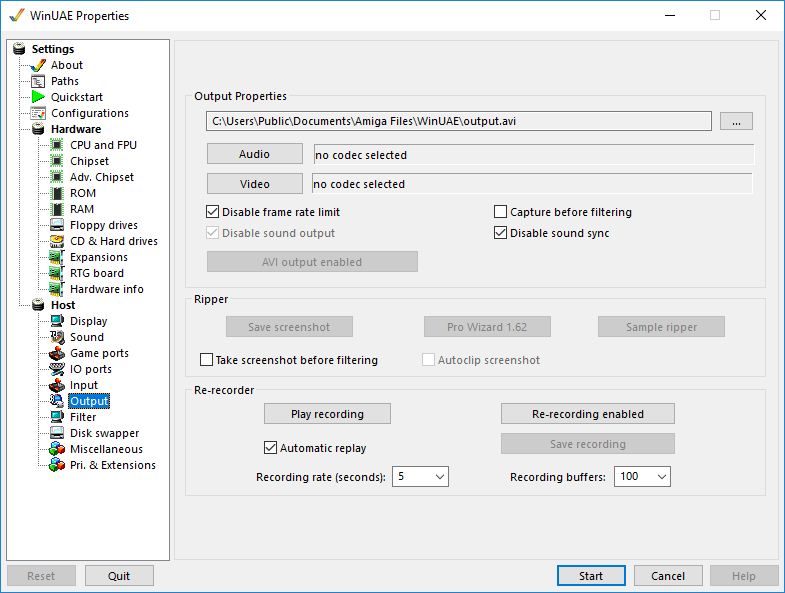 WinUAE Properties
Settings
About
Paths
Quickstart
Configurations
Hardware
CPU and FPU
Chipset
Adv. Chipset
ROM
RAM
Floppy drives
CD & Hard drives
Expansions
RTG board
Hardware info
Host
Display
Sound
Game ports
IO ports
Input
Output
Filter
Disk swapper
Miscellaneous
Pri. & Extensions
Output Properties
C:\Users\Public\Documents\Amiga Files\WinUAE\output.avi
...
Audio
no codec selected
Video
no codec selected
Disable frame rate limit
Capture before filtering
Disable sound output
Disable sound sync
AVI output enabled
Ripper
Save screenshot
Pro Wizard 1.62
Sample ripper
Take screenshot before filtering
Autoclip screenshot
Re-recorder
Play recording
Re-recording enabled
Automatic replay
Save recording
Recording rate (seconds):
5
Recording buffers:
100
Reset
Quit
Start
Cancel
Help